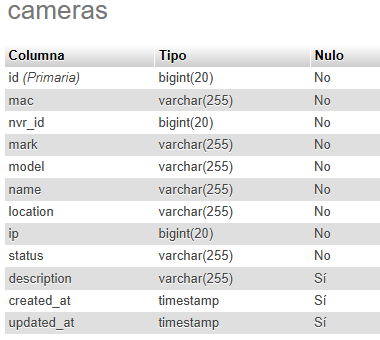 cameras
Columna Tipo Nulo
id (Primaria) bigint(20) No
mac varchar(255) No
nvr_id bigint(20) No
mark varchar(255) No
model varchar(255) No
name varchar(255) No
location varchar(255) No
ip bigint(20) No
status varchar(255) No
description varchar(255) Sí
created_at timestamp Sí
updated_at timestamp Sí